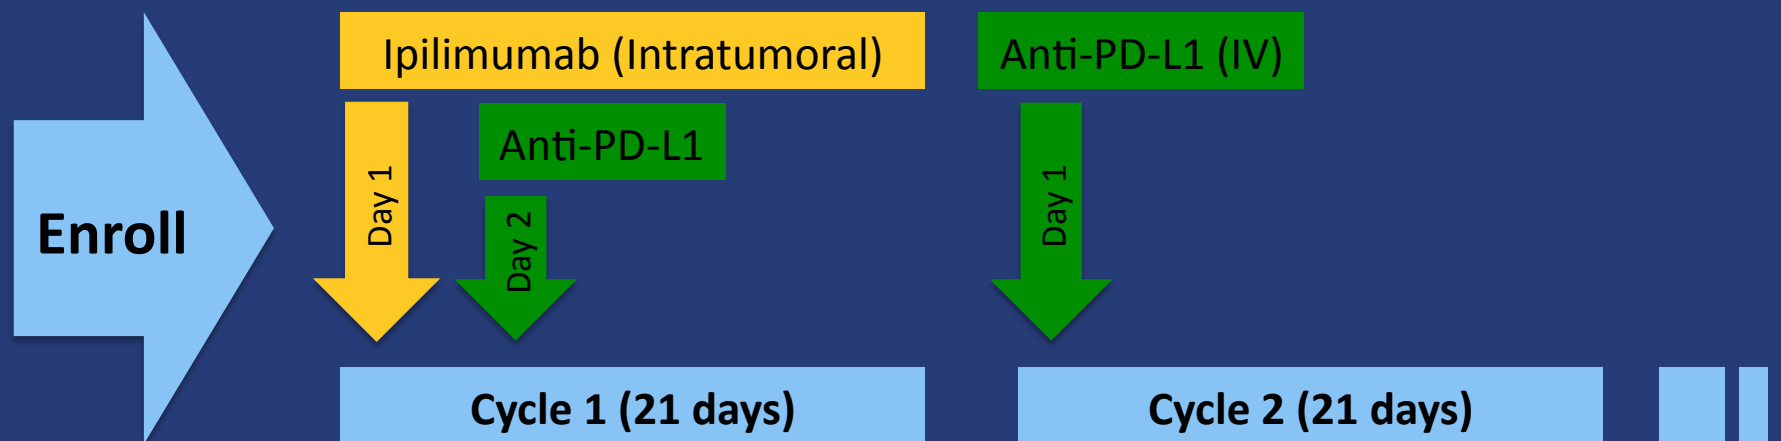 Ipilimumab (Intratumoral)
Anti-PD-L1 (IV)
Anti-PD-L1
Day 1
Day 2
Day 1
Enroll
Cycle 1 (21 days)
Cycle 2 (21 days)